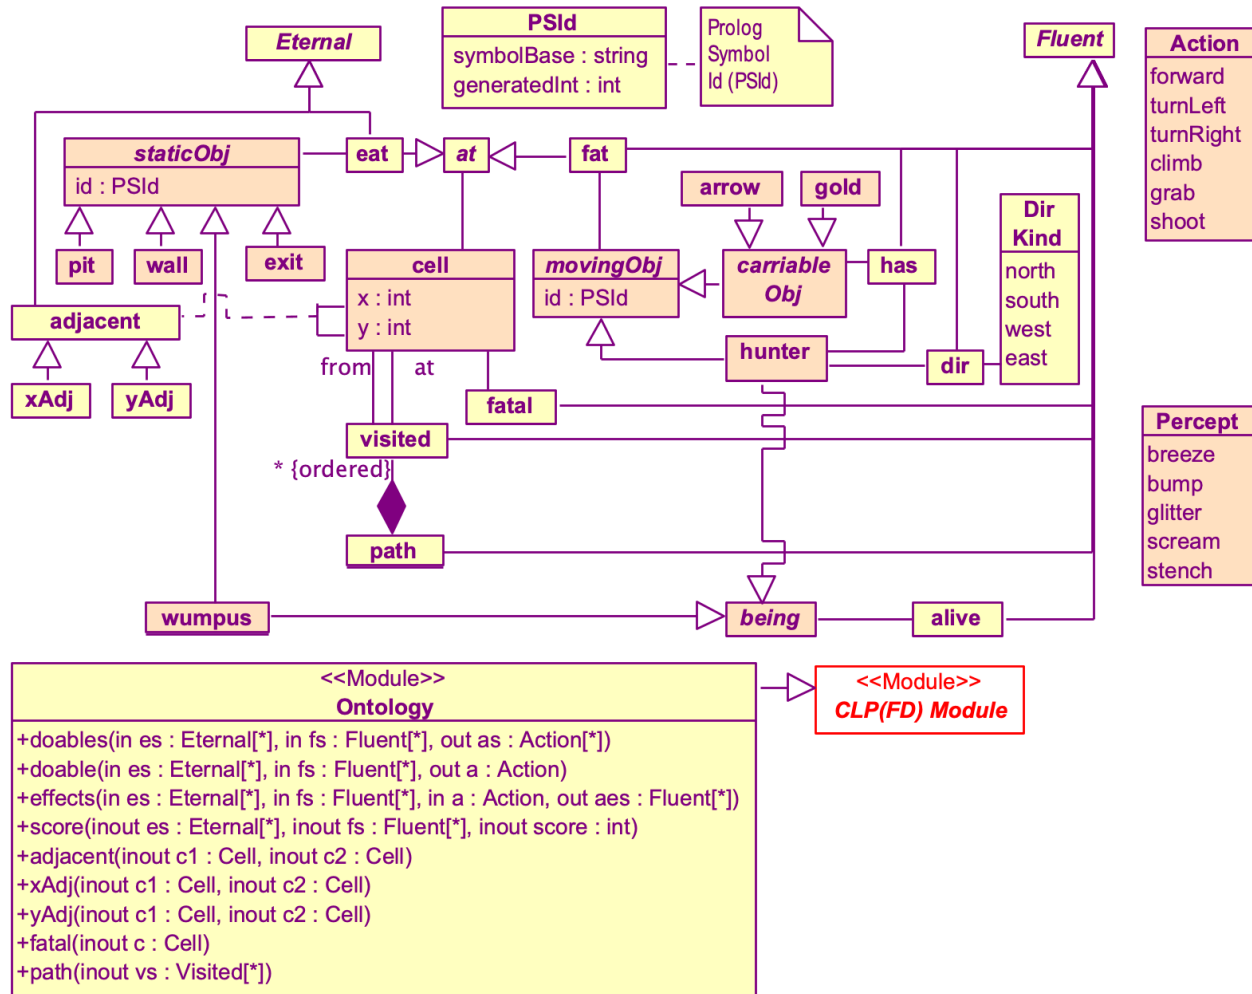 Eternal
PSId
symbolBase : string
generatedInt : int
Prolog
Symbol
Id (PSId)
Fluent
Action
forward
turnLeft
turnRight
climb
grab
shoot
staticObj
id : PSId
eat
at
fat
arrow
gold
Dir
Kind
north
south
west
east
pit
wall
exit
cell
x : int
y : int
movingObj
id : PSId
carriable
Obj
has
adjacent
hunter
dir
from
at
xAdj
yAdj
fatal
visited
* {ordered}
Percept
breeze
bump
glitter
scream
stench
path
wumpus
being
alive
<<Module>>
Ontology
+doables(in es : Eternal[*], in fs : Fluent[*], out as : Action[*])
+doable(in es : Eternal[*], in fs : Fluent[*], out a : Action)
+effects(in es : Eternal[*], in fs : Fluent[*], in a : Action, out aes : Fluent[*])
+score(inout es : Eternal[*], inout fs : Fluent[*], inout score : int)
+adjacent(inout c1 : Cell, inout c2 : Cell)
+xAdj(inout c1 : Cell, inout c2 : Cell)
+yAdj(inout c1 : Cell, inout c2 : Cell)
+fatal(inout c : Cell)
+path(inout vs : Visited[*])
<<Module>>
CLP(FD) Module